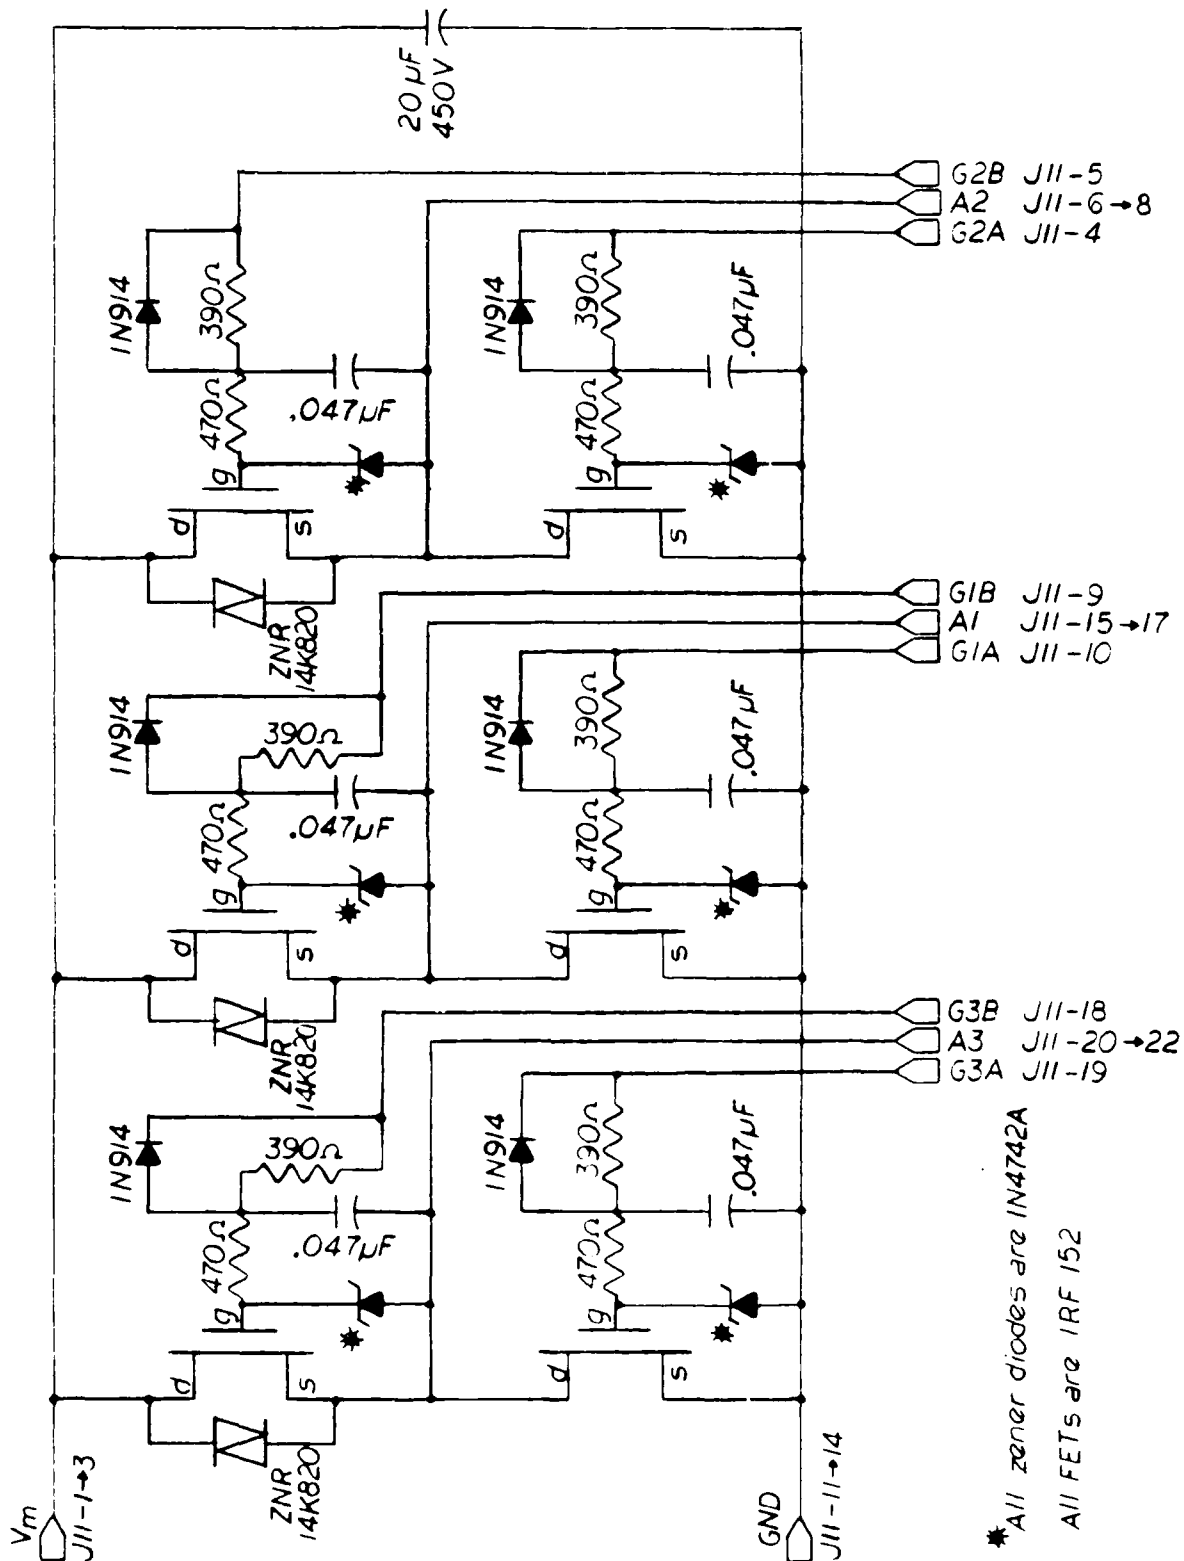 20 µF
450V
G2B J11-5
A2 J11-6→8
G2A J11-4
1N914
390Ω
470Ω
.047µF
g
d
s
ZNR
14K820
1N914
390Ω
470Ω
.047µF
g
d
s
G1B J11-9
A1 J11-15→17
G1A J11-10
1N914
390Ω
470Ω
.047µF
g
d
s
ZNR
14K820
1N914
390Ω
470Ω
.047µF
g
d
s
G3B J11-18
A3 J11-20→22
G3A J11-19
1N914
390Ω
470Ω
.047µF
g
d
s
ZNR
14K820
1N914
390Ω
470Ω
.047µF
g
d
s
Vm
J11-1→3
GND
J11-11→14
* All zener diodes are 1N4742A
All FETs are IRF 152